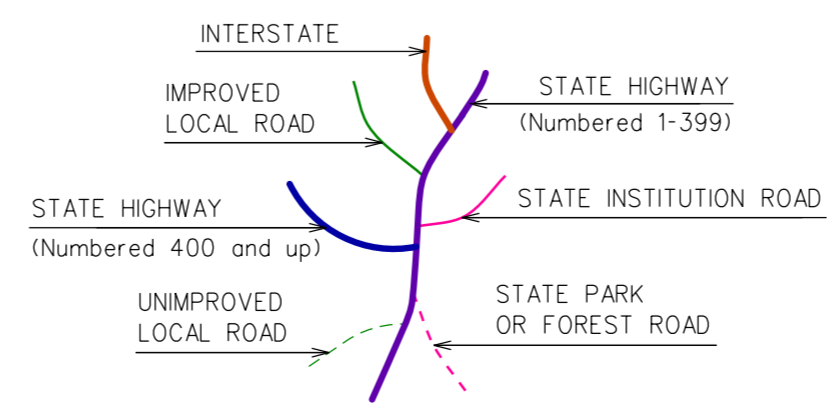 INTERSTATE
STATE HIGHWAY
(Numbered 1-399)
IMPROVED
LOCAL ROAD
STATE INSTITUTION ROAD
STATE HIGHWAY
(Numbered 400 and up)
STATE PARK
OR FOREST ROAD
UNIMPROVED
LOCAL ROAD